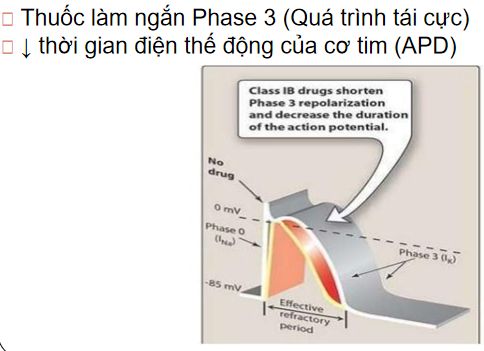 Thuốc làm ngắn Phase 3 (Quá trình tái cực)
↓ thời gian điện thế động của cơ tim (APD)
Class IB drugs shorten
Phase 3 repolarization
and decrease the duration
of the action potential.
No
drug
0 mV
Phase 0
(INa)
Phase 3 (IK)
-85 mV
Effective
refractory
period